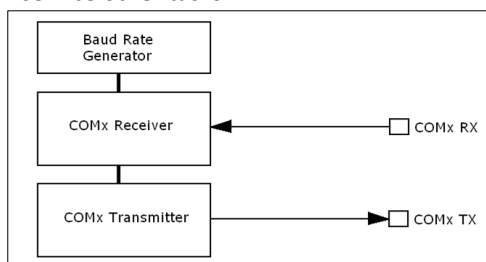 Baud Rate
Generator
COMx Receiver
COMx RX
COMx Transmitter
COMx TX